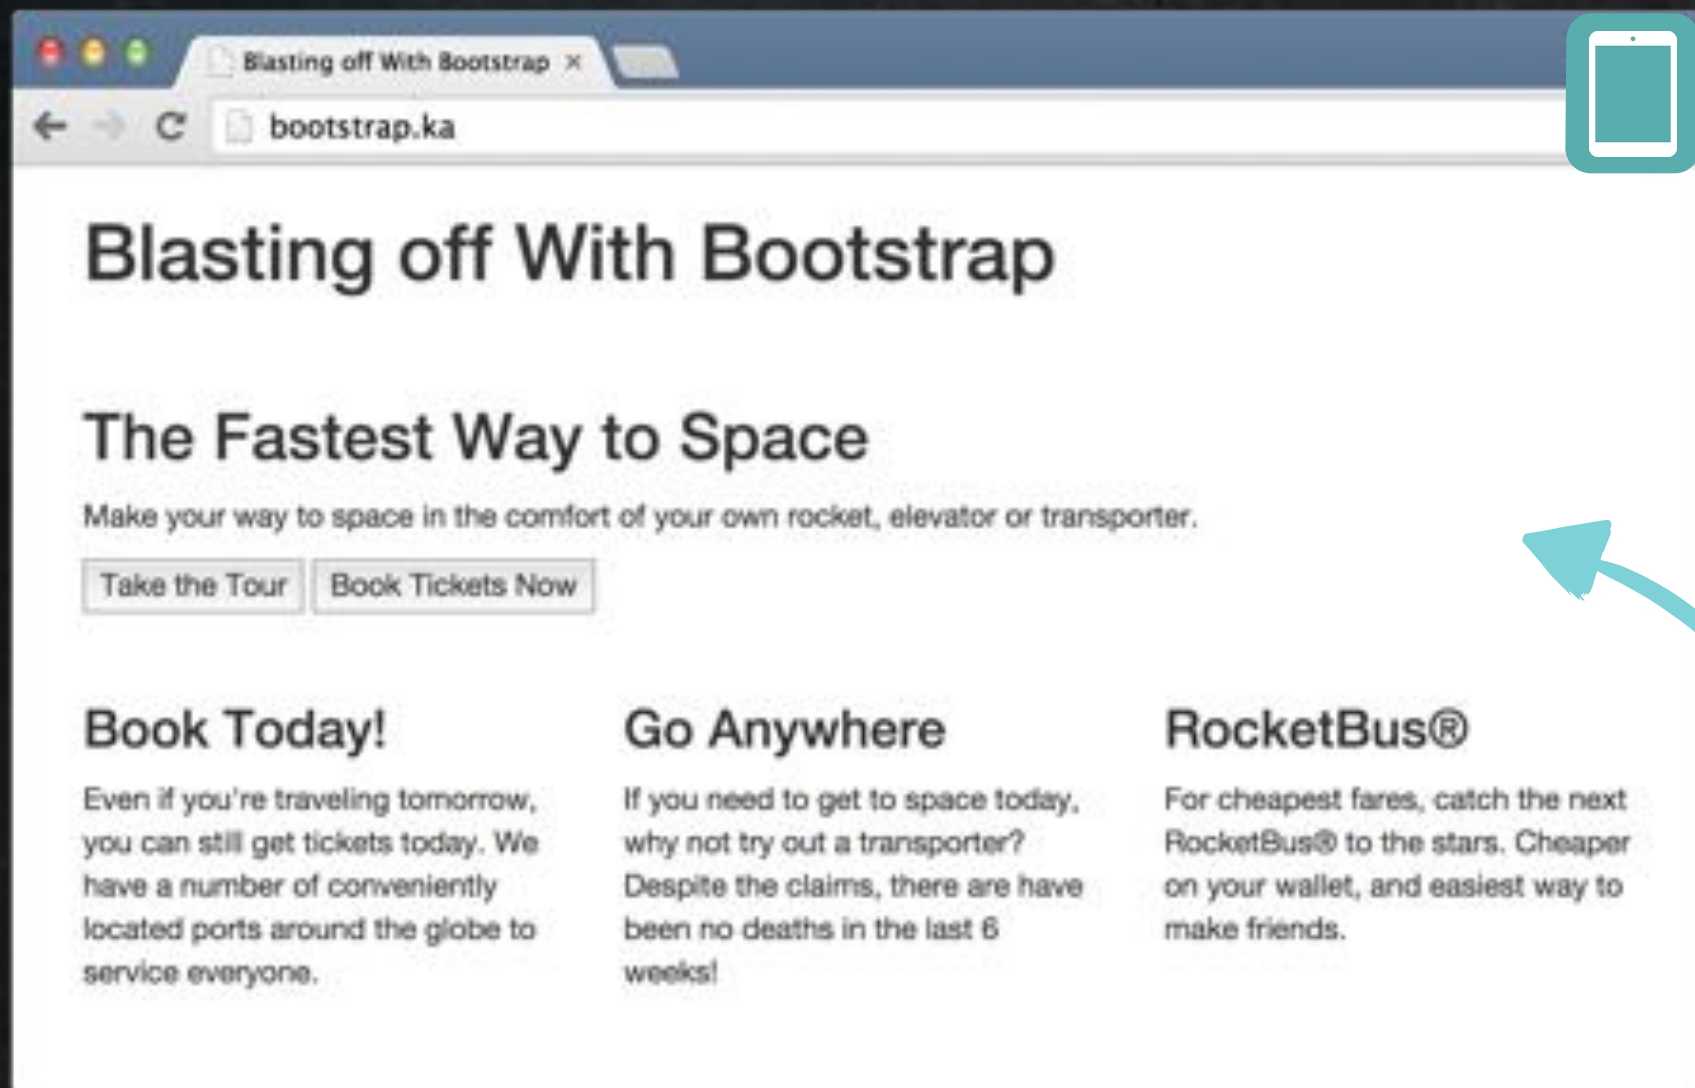 Blasting off With Bootstrap
bootstrap.ka
Blasting off With Bootstrap
The Fastest Way to Space
Make your way to space in the comfort of your own rocket, elevator or transporter.
Take the Tour Book Tickets Now
Book Today!
Even if you're traveling tomorrow,
you can still get tickets today. We
have a number of conveniently
located ports around the globe to
service everyone.
Go Anywhere
If you need to get to space today,
why not try out a transporter?
Despite the claims, there are have
been no deaths in the last 6
weeks!
RocketBus®
For cheapest fares, catch the next
RocketBus® to the stars. Cheaper
on your wallet, and easiest way to
make friends.